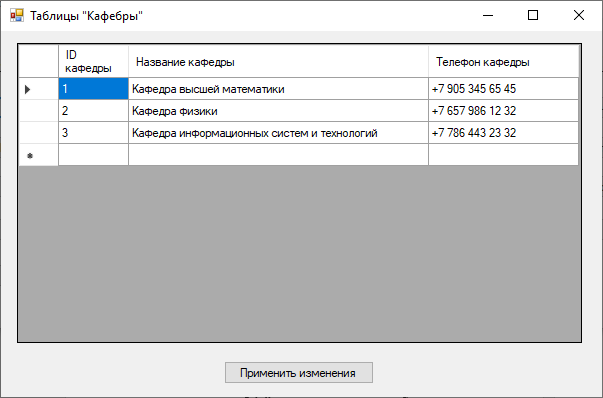 Таблицы "Кафебры"
ID
кафедры
Название кафедры
Телефон кафедры
1 Кафедра высшей математики +7 905 345 65 45
2 Кафедра физики +7 657 986 12 32
3 Кафедра информационных систем и технологий +7 786 443 23 32
Применить изменения